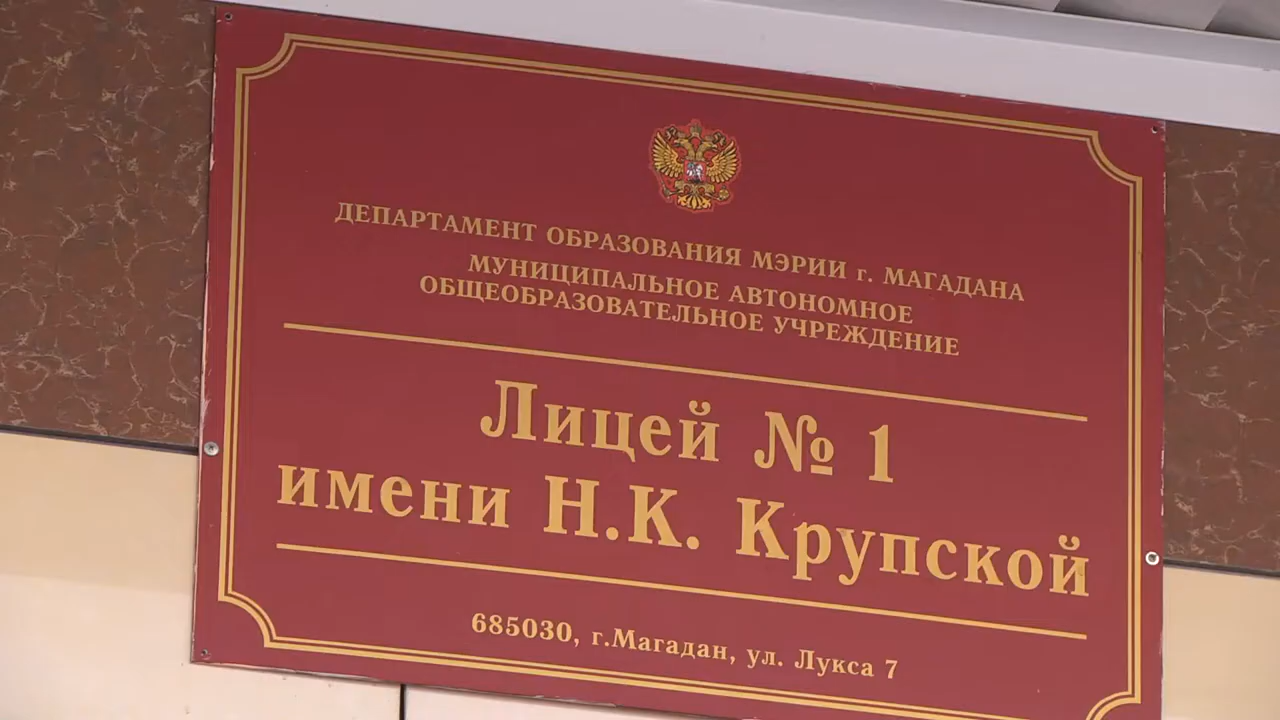 ДЕПАРТАМЕНТ ОБРАЗОВАНИЯ МЭРИИ г. МАГАДАНА
МУНИЦИПАЛЬНОЕ АВТОНОМНОЕ
ОБЩЕОБРАЗОВАТЕЛЬНОЕ УЧРЕЖДЕНИЕ
Лицей № 1
имени Н.К. Крупской
685030, г.Магадан, ул. Лукса 7